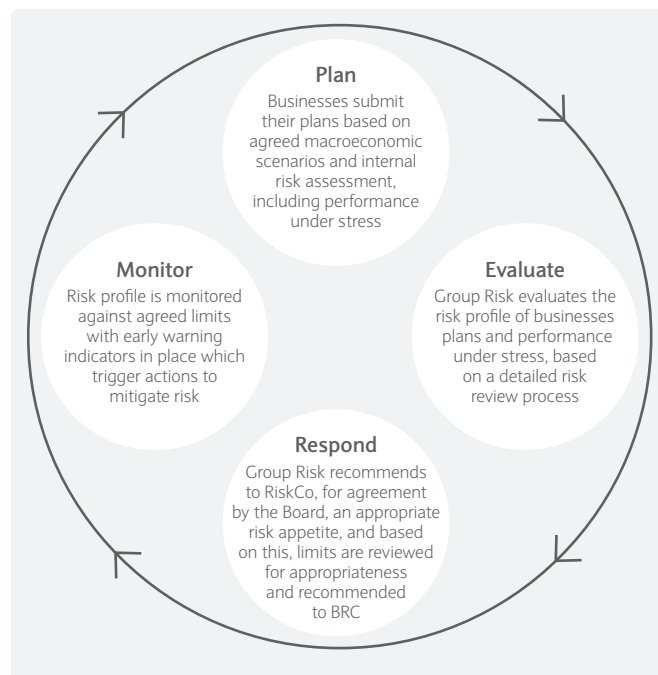 Plan
Businesses submit
their plans based on
agreed macroeconomic
scenarios and internal
risk assessment,
including performance
under stress
Evaluate
Group Risk evaluates the
risk profile of businesses
plans and performance
under stress, based
on a detailed risk
review process
Respond
Group Risk recommends
to RiskCo, for agreement
by the Board, an appropriate
risk appetite, and based
on this, limits are reviewed
for appropriateness
and recommended
to BRC
Monitor
Risk profile is monitored
against agreed limits
with early warning
indicators in place which
trigger actions to
mitigate risk